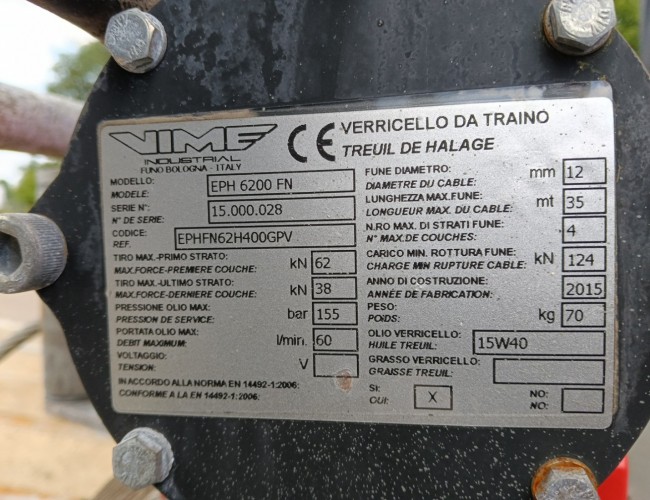 VIME
INDUSTRIAL
FUNO BOLOGNA - ITALY
CE
VERRICELLO DA TRAINO
TREUIL DE HALAGE
MODELLO:
MODELE:
EPH 6200 FN
SERIE N°:
N° DE SERIE:
15.000.028
CODICE:
REF.
EPHFN62H400GPV
TIRO MAX.-PRIMO STRATO:
MAX.FORCE-PREMIERE COUCHE:
kN 62
TIRO MAX.-ULTIMO STRATO:
MAX.FORCE-DERNIERE COUCHE:
kN 38
PRESSIONE OLIO MAX:
PRESSION DE SERVICE:
bar 155
PORTATA OLIO MAX:
DEBIT MAXIMUM:
l/min. 60
VOLTAGGIO:
TENSION:
V
IN ACCORDO ALLA NORMA EN 14492-1:2006:
CONFORME A LA EN 14492-1:2006:
FUNE DIAMETRO:
DIAMETRE DU CABLE:
mm 12
LUNGHEZZA MAX.FUNE:
LONGUEUR MAX. DU CABLE:
mt 35
N.RO MAX. DI STRATI FUNE:
N° MAX.DE COUCHES:
4
CARICO MIN. ROTTURA FUNE:
CHARGE MIN RUPTURE CABLE:
kN 124
ANNO DI COSTRUZIONE:
ANNÉE DE FABRICATION:
2015
PESO:
POIDS:
kg 70
OLIO VERRICELLO:
HUILE TREUIL:
15W40
GRASSO VERRICELLO:
GRAISSE TREUIL:
SI:
OUI:
X
NO:
NO: